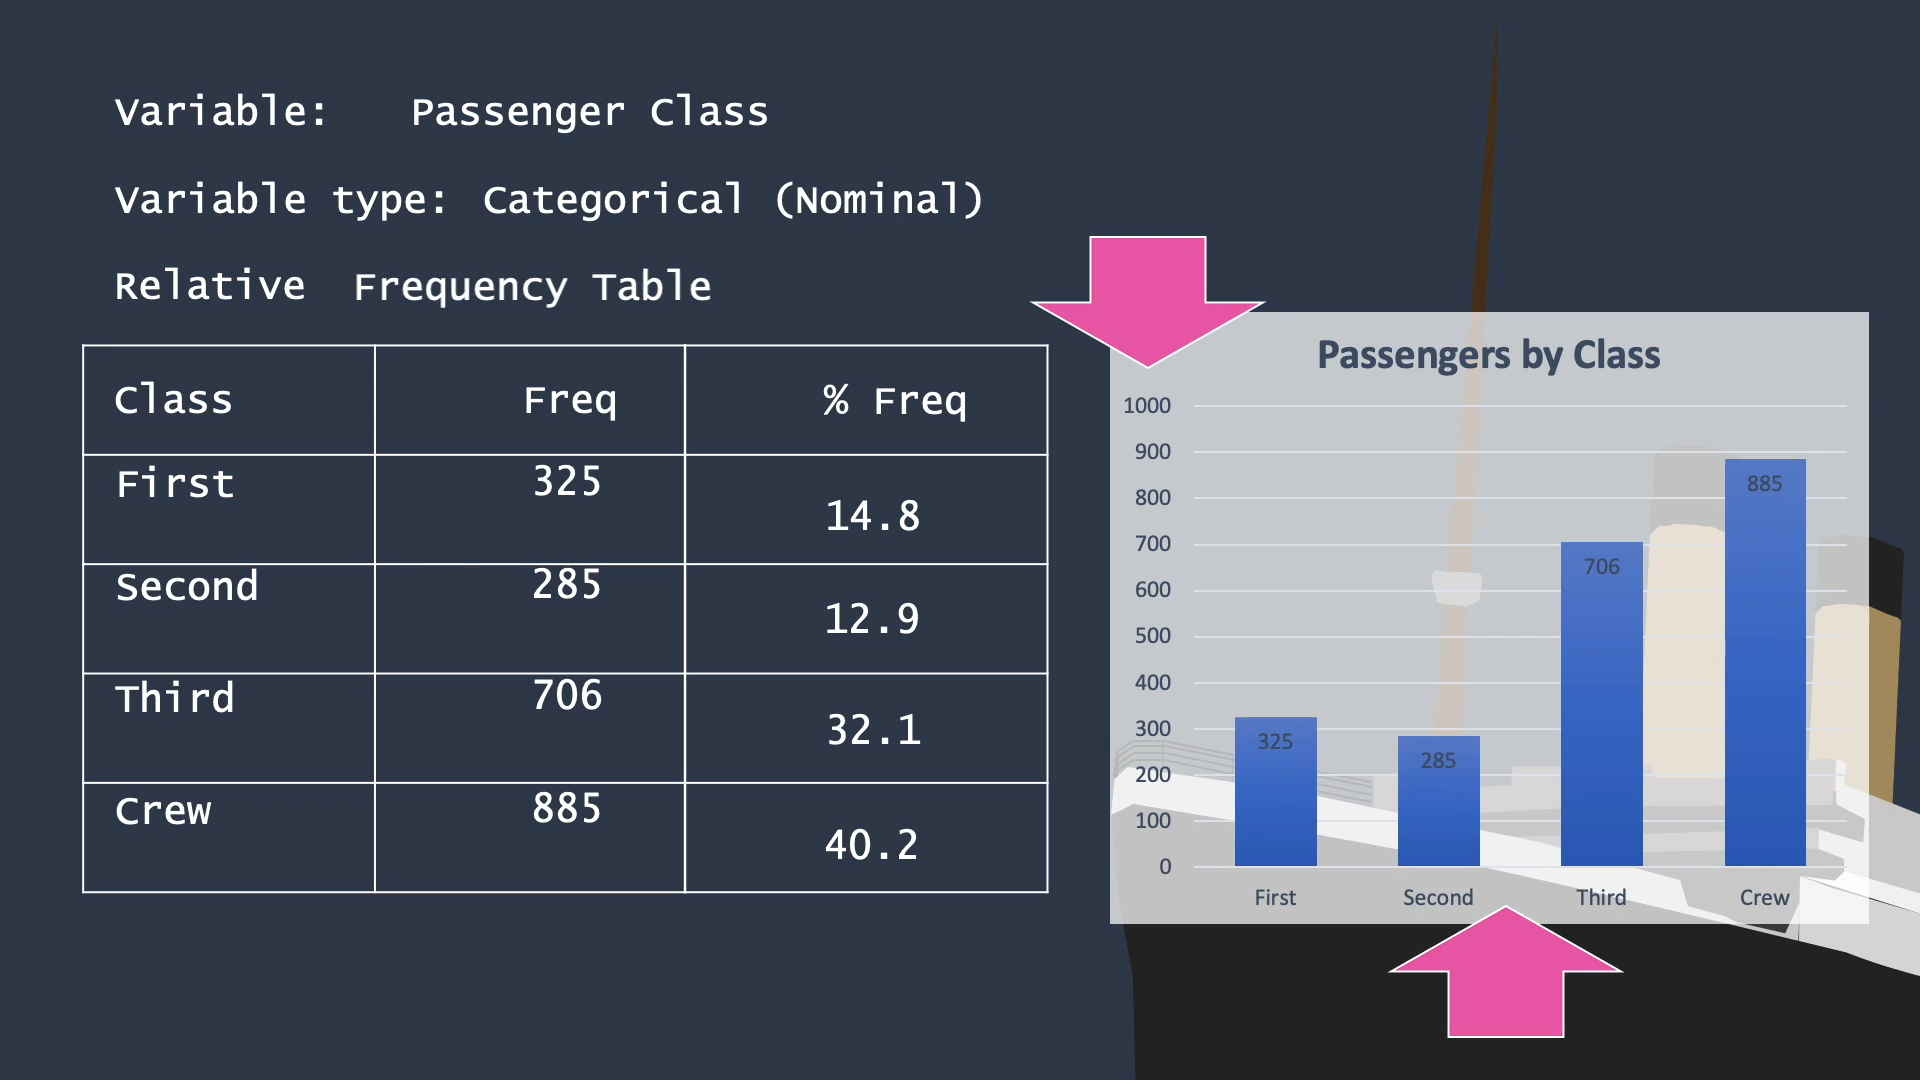 Variable: Passenger Class
Variable type: Categorical (Nominal)
Relative Frequency Table
Class Freq % Freq
First 325 14.8
Second 285 12.9
Third 706 32.1
Crew 885 40.2
Passengers by Class
1000
900
800
700
600
500
400
300
200
100
0
325
285
706
885
First Second Third Crew